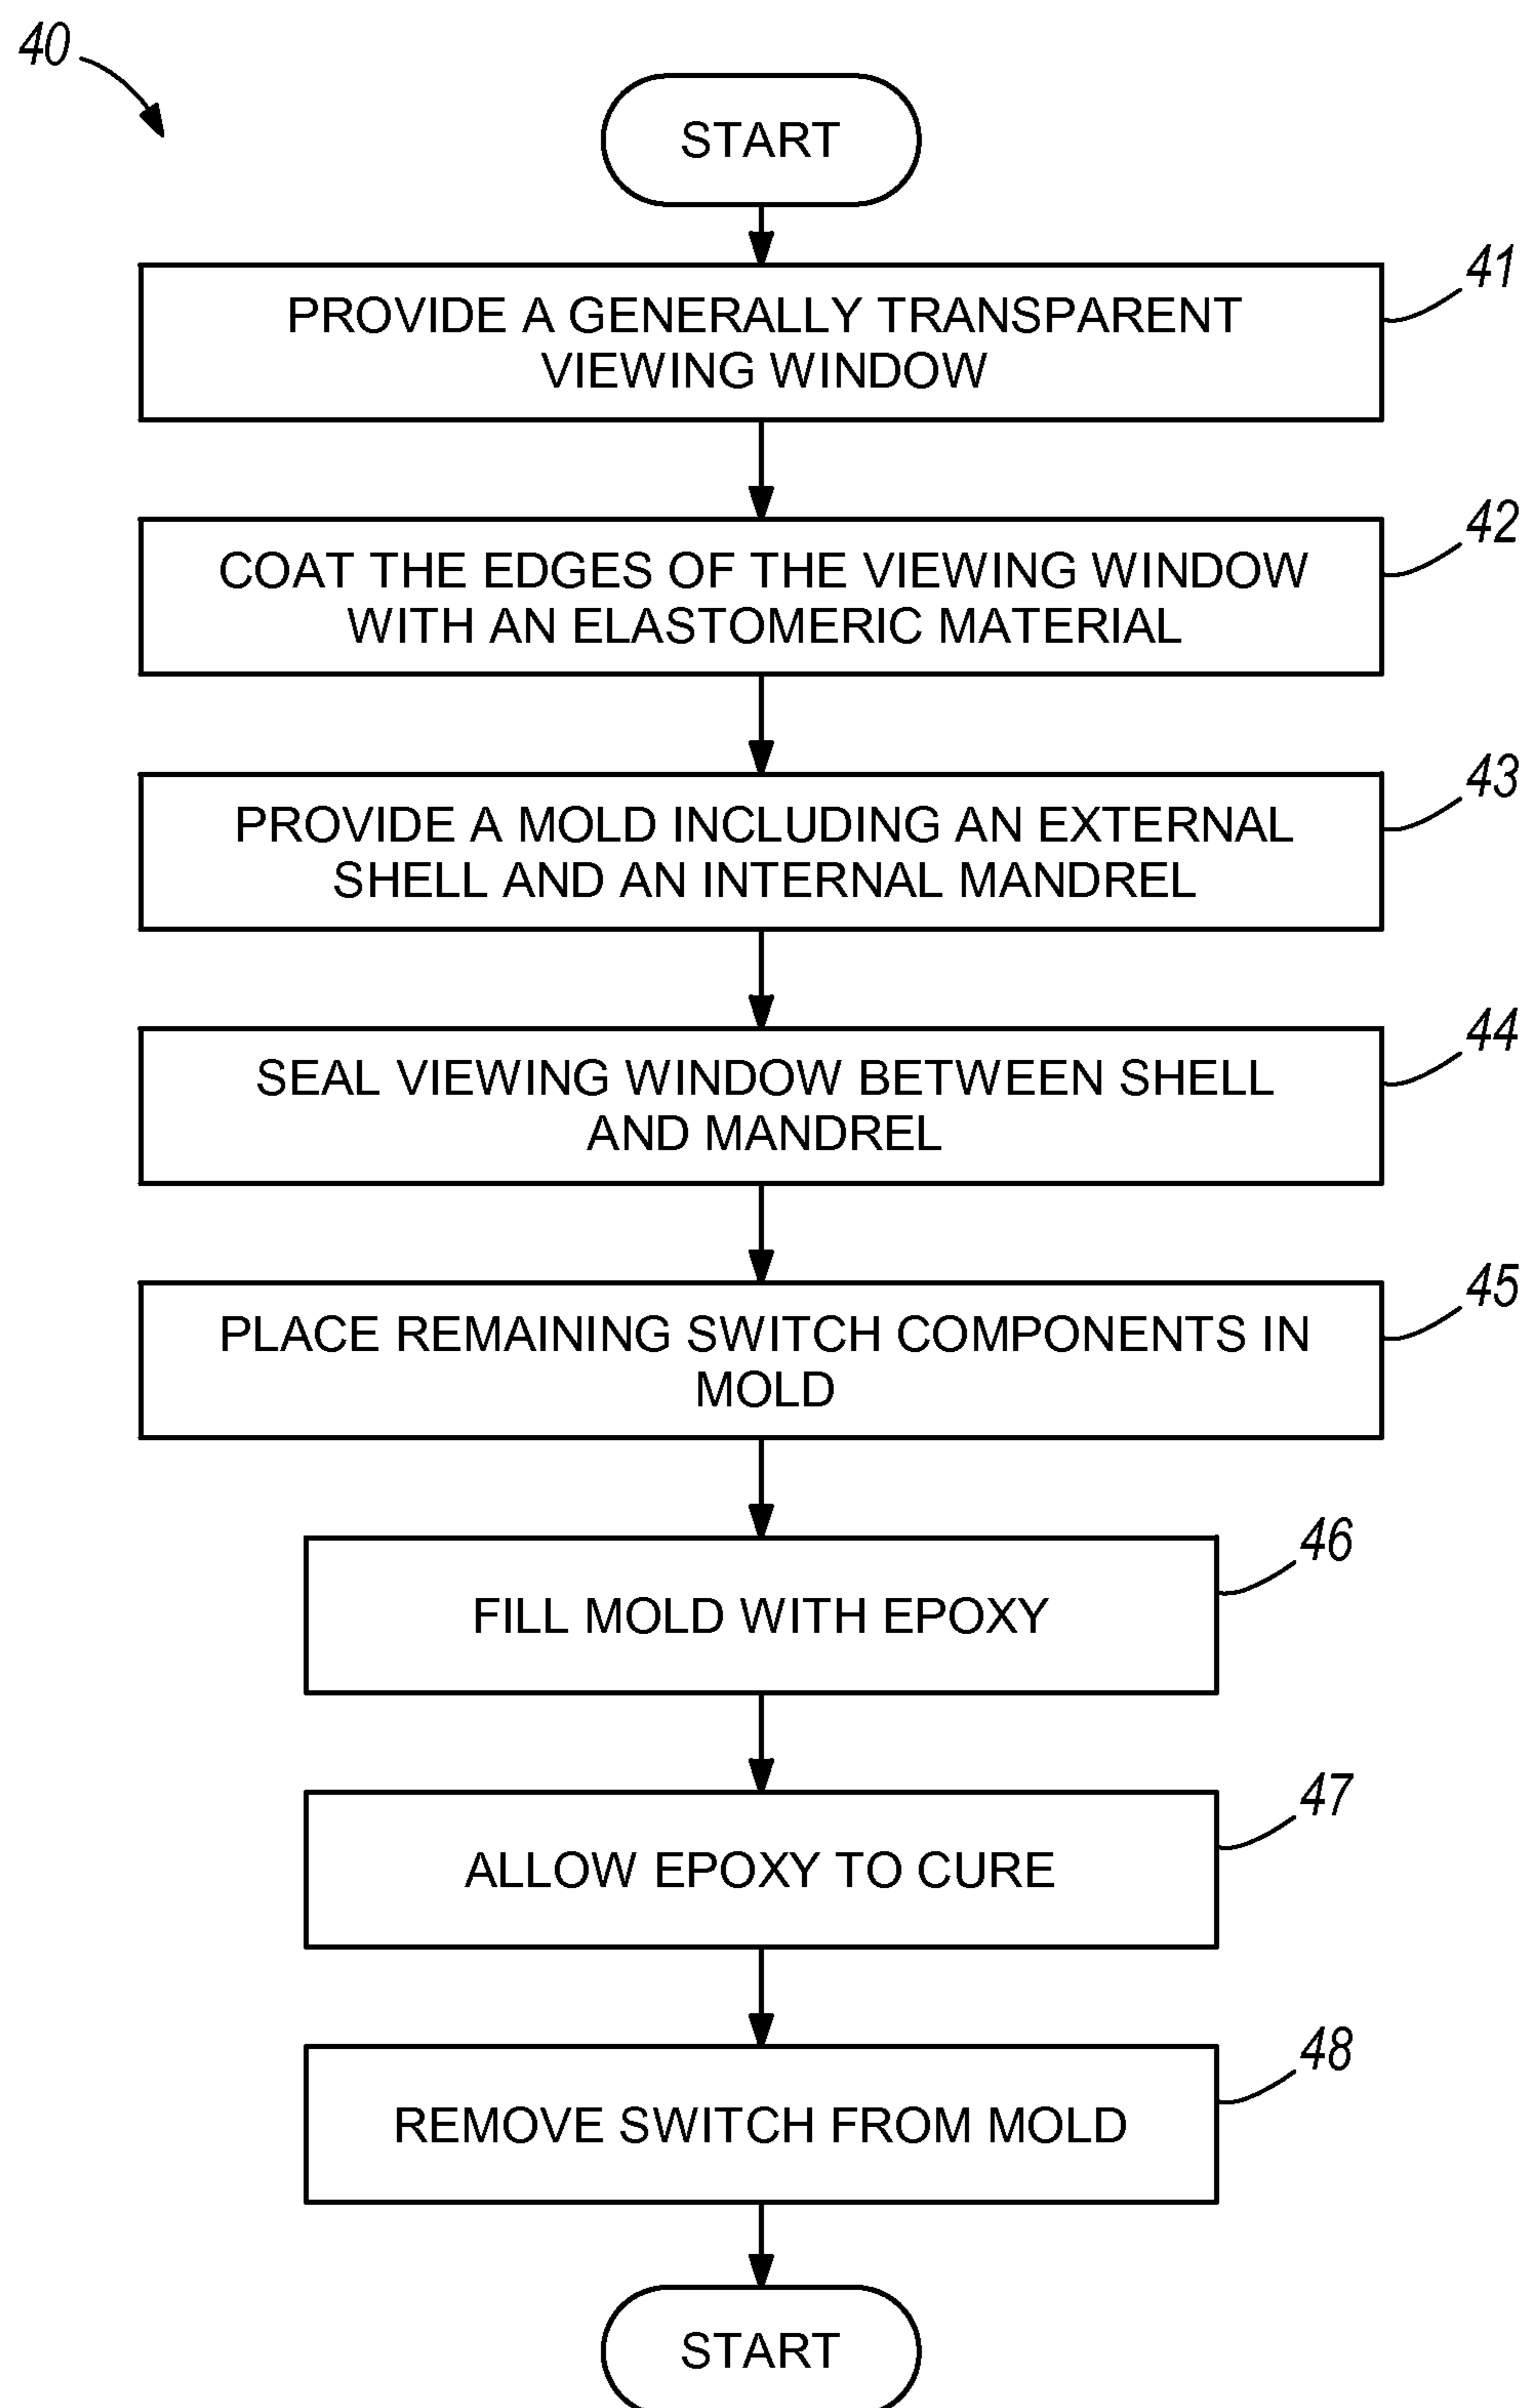 40
START
41
PROVIDE A GENERALLY TRANSPARENT
VIEWING WINDOW
42
COAT THE EDGES OF THE VIEWING WINDOW
WITH AN ELASTOMERIC MATERIAL
43
PROVIDE A MOLD INCLUDING AN EXTERNAL
SHELL AND AN INTERNAL MANDREL
44
SEAL VIEWING WINDOW BETWEEN SHELL
AND MANDREL
45
PLACE REMAINING SWITCH COMPONENTS IN
MOLD
46
FILL MOLD WITH EPOXY
47
ALLOW EPOXY TO CURE
48
REMOVE SWITCH FROM MOLD
START